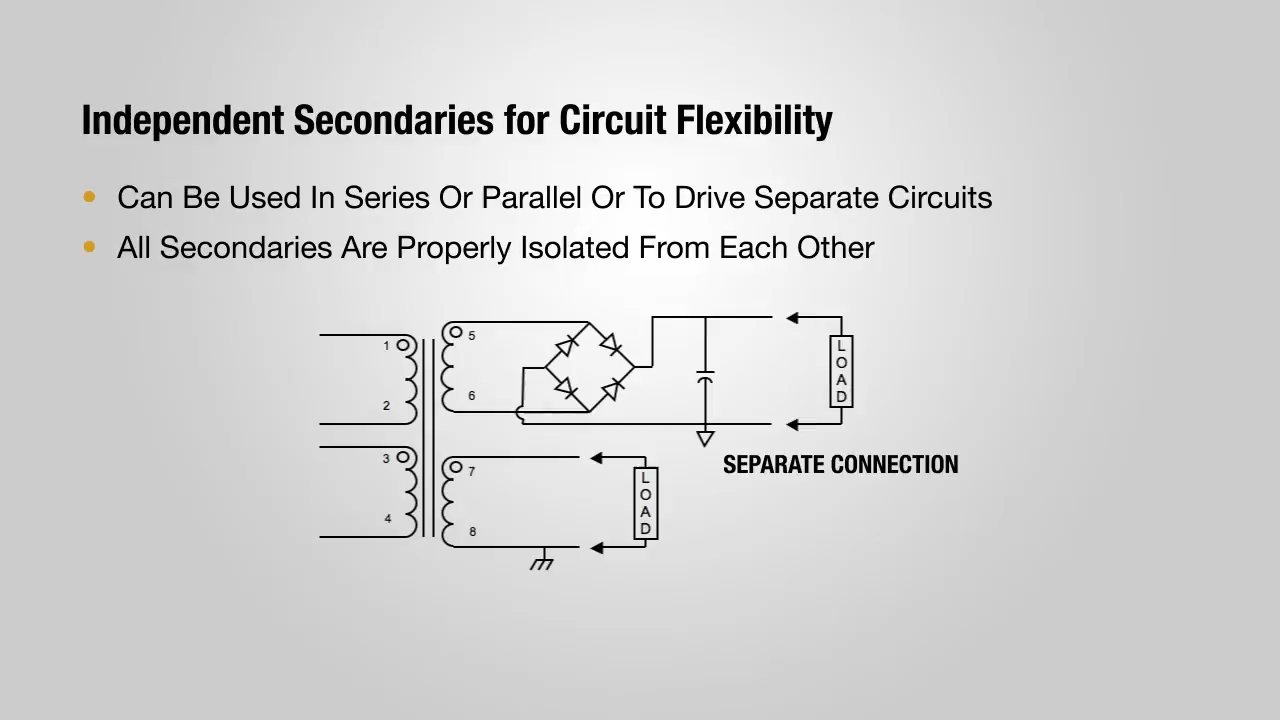 Independent Secondaries for Circuit Flexibility
• Can Be Used In Series Or Parallel Or To Drive Separate Circuits
• All Secondaries Are Properly Isolated From Each Other
1
2
3
4
5
6
7
8
LOAD
LOAD
SEPARATE CONNECTION